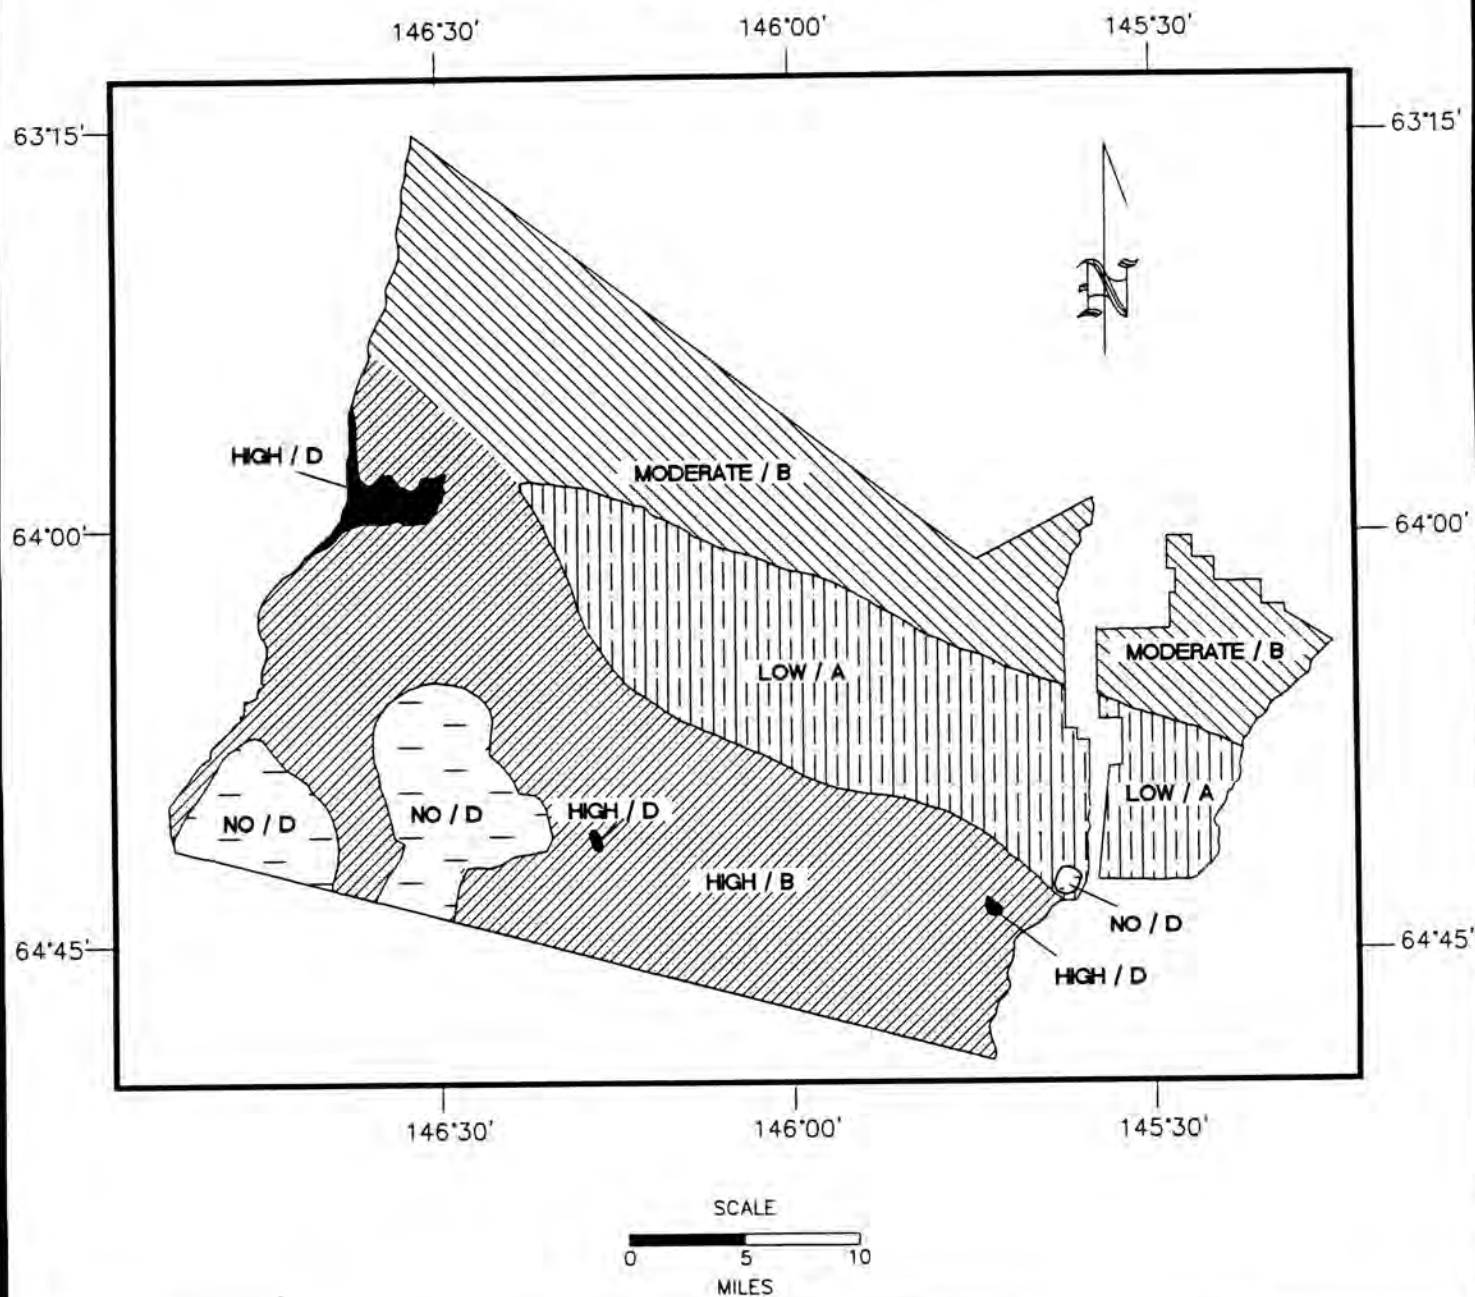 146°30' 146°00' 145°30'
63°15' 63°15'
N
HIGH / D
MODERATE / B
64°00' 64°00'
MODERATE / B
LOW / A
LOW / A
NO / D
NO / D
HIGH / D
HIGH / B
NO / D
64°45' 64°45'
HIGH / D
146°30' 146°00' 145°30'
SCALE
0 5 10
MILES